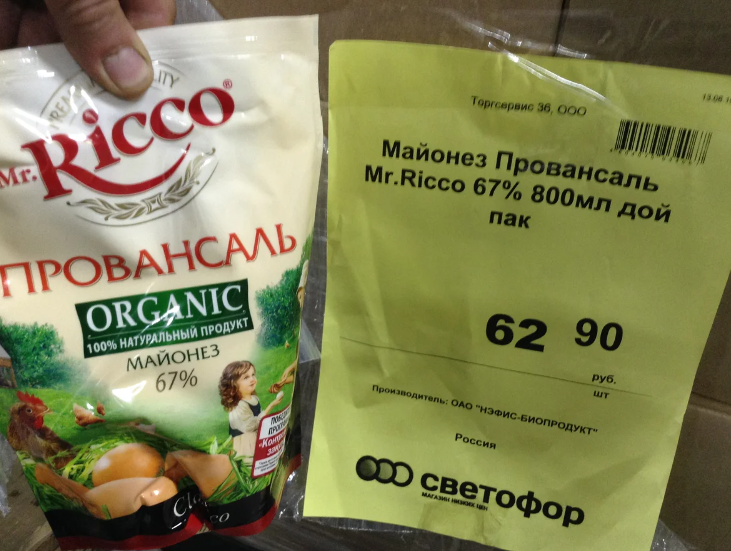 Mr. Ricco®
ПРОВАНСАЛЬ
ORGANIC
100% НАТУРАЛЬНЫЙ ПРОДУКТ
МАЙОНЕЗ
67%
Торгсервис 36, ООО
Майонез Провансаль
Mr.Ricco 67% 800мл дой
пак
62 90
руб.
шт
Производитель: ОАО "НЭФИС-БИОПРОДУКТ"
Россия
светофор
МАГАЗИН НИЗКИХ ЦЕН